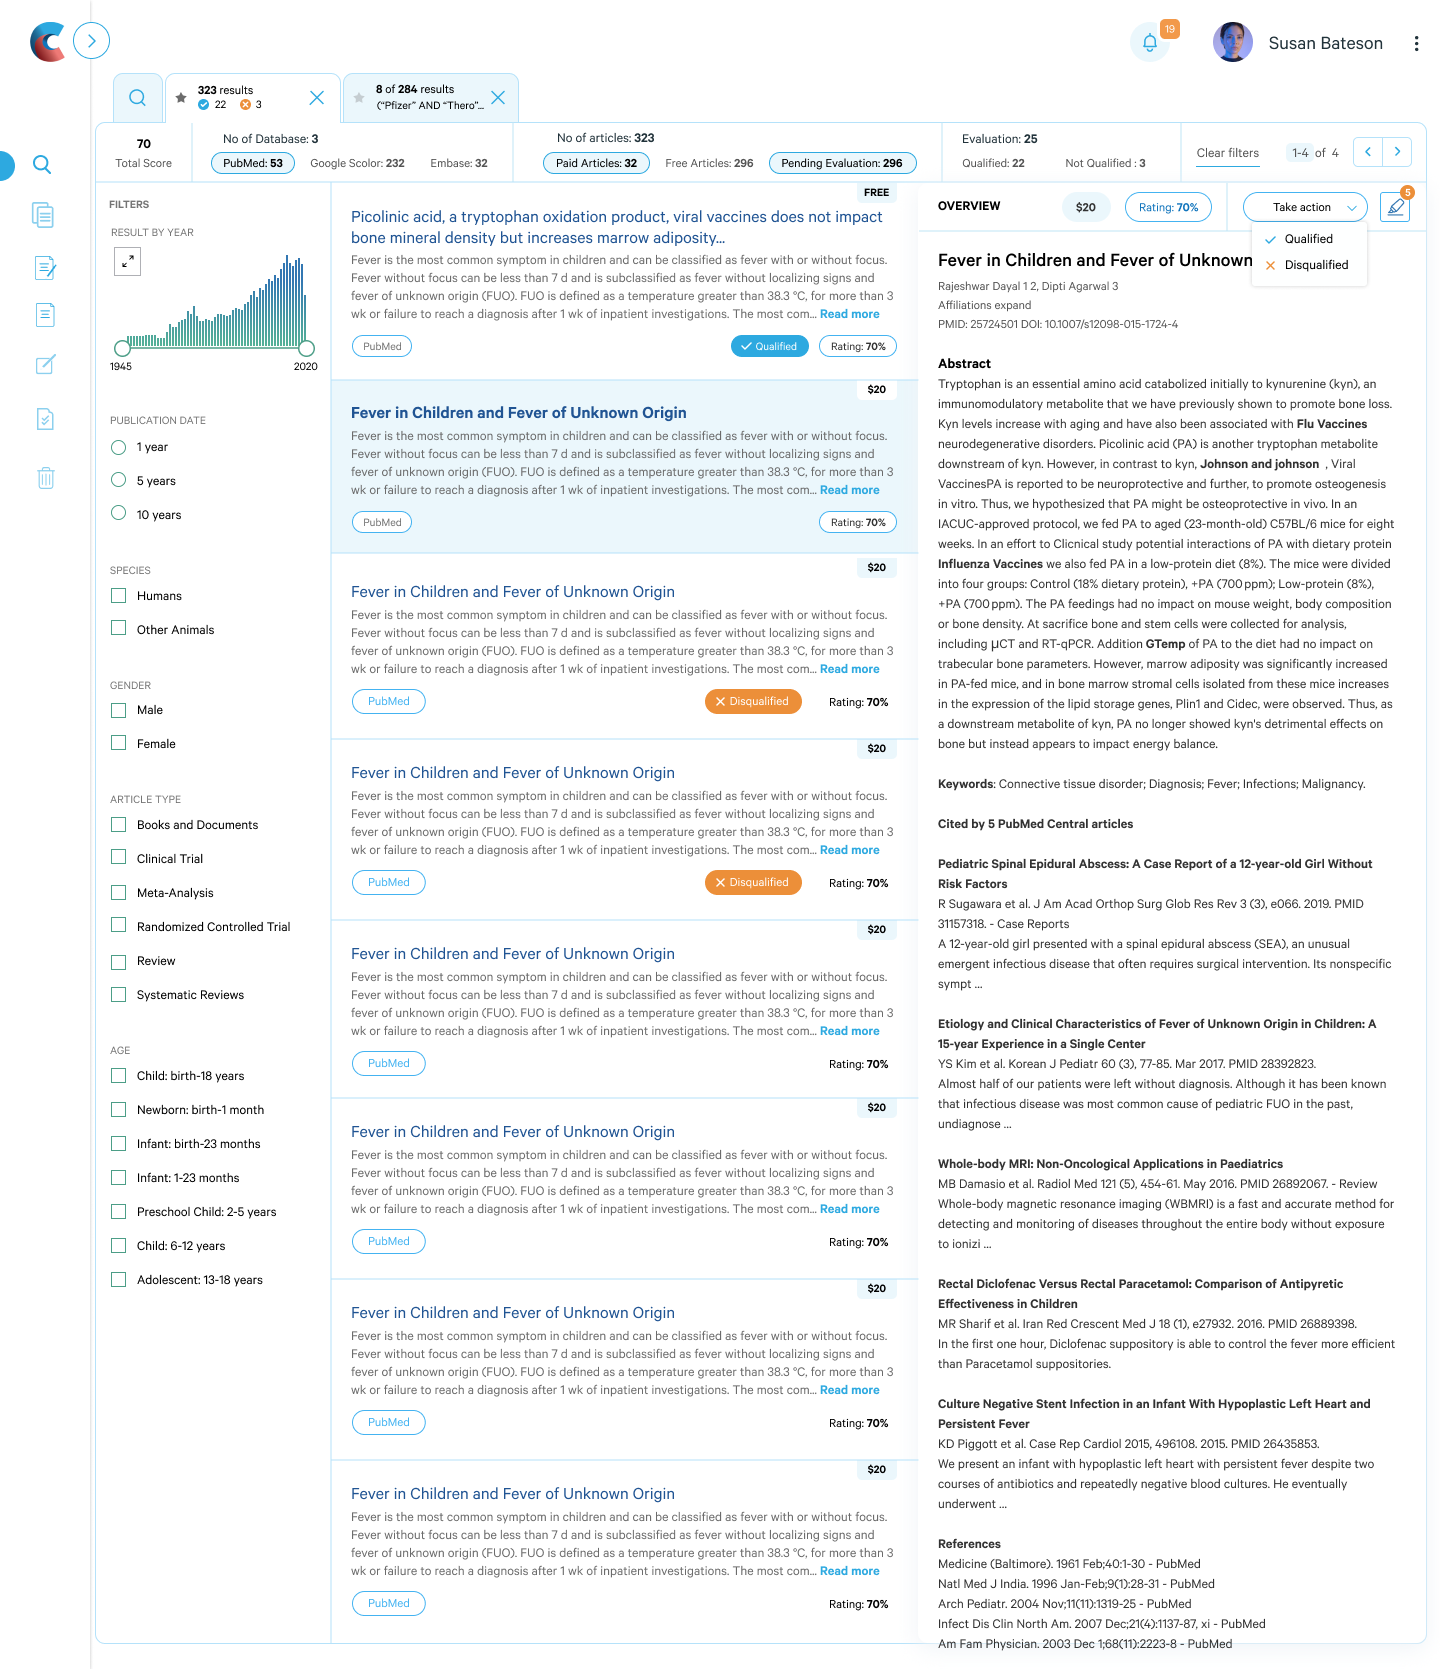 19
Susan Bateson
323 results
22
3
8 of 284 results
("Pfizer" AND "Thero"...
70
Total Score
No of Database: 3
PubMed: 53
Google Scolor: 232
Embase: 32
No of articles: 323
Paid Articles: 32
Free Articles: 296
Pending Evaluation: 296
Evaluation: 25
Qualified: 22
Not Qualified : 3
Clear filters
1-4 of 4
FILTERS
RESULT BY YEAR
1945
2020
PUBLICATION DATE
1 year
5 years
10 years
SPECIES
Humans
Other Animals
GENDER
Male
Female
ARTICLE TYPE
Books and Documents
Clinical Trial
Meta-Analysis
Randomized Controlled Trial
Review
Systematic Reviews
AGE
Child: birth-18 years
Newborn: birth-1 month
Infant: birth-23 months
Infant: 1-23 months
Preschool Child: 2-5 years
Child: 6-12 years
Adolescent: 13-18 years
FREE
Picolinic acid, a tryptophan oxidation product, viral vaccines does not impact
bone mineral density but increases marrow adiposity...
Fever is the most common symptom in children and can be classified as fever with or without focus.
Fever without focus can be less than 7 d and is subclassified as fever without localizing signs and
fever of unknown origin (FUO). FUO is defined as a temperature greater than 38.3 °C, for more than 3
wk or failure to reach a diagnosis after 1 wk of inpatient investigations. The most com... Read more
PubMed
Qualified
Rating: 70%
$20
Fever in Children and Fever of Unknown Origin
Fever is the most common symptom in children and can be classified as fever with or without focus.
Fever without focus can be less than 7 d and is subclassified as fever without localizing signs and
fever of unknown origin (FUO). FUO is defined as a temperature greater than 38.3 °C, for more than 3
wk or failure to reach a diagnosis after 1 wk of inpatient investigations. The most com... Read more
PubMed
Rating: 70%
$20
Fever in Children and Fever of Unknown Origin
Fever is the most common symptom in children and can be classified as fever with or without focus.
Fever without focus can be less than 7 d and is subclassified as fever without localizing signs and
fever of unknown origin (FUO). FUO is defined as a temperature greater than 38.3 °C, for more than 3
wk or failure to reach a diagnosis after 1 wk of inpatient investigations. The most com... Read more
PubMed
Disqualified
Rating: 70%
$20
Fever in Children and Fever of Unknown Origin
Fever is the most common symptom in children and can be classified as fever with or without focus.
Fever without focus can be less than 7 d and is subclassified as fever without localizing signs and
fever of unknown origin (FUO). FUO is defined as a temperature greater than 38.3 °C, for more than 3
wk or failure to reach a diagnosis after 1 wk of inpatient investigations. The most com... Read more
PubMed
Disqualified
Rating: 70%
$20
Fever in Children and Fever of Unknown Origin
Fever is the most common symptom in children and can be classified as fever with or without focus.
Fever without focus can be less than 7 d and is subclassified as fever without localizing signs and
fever of unknown origin (FUO). FUO is defined as a temperature greater than 38.3 °C, for more than 3
wk or failure to reach a diagnosis after 1 wk of inpatient investigations. The most com... Read more
PubMed
Rating: 70%
$20
Fever in Children and Fever of Unknown Origin
Fever is the most common symptom in children and can be classified as fever with or without focus.
Fever without focus can be less than 7 d and is subclassified as fever without localizing signs and
fever of unknown origin (FUO). FUO is defined as a temperature greater than 38.3 °C, for more than 3
wk or failure to reach a diagnosis after 1 wk of inpatient investigations. The most com... Read more
PubMed
Rating: 70%
$20
Fever in Children and Fever of Unknown Origin
Fever is the most common symptom in children and can be classified as fever with or without focus.
Fever without focus can be less than 7 d and is subclassified as fever without localizing signs and
fever of unknown origin (FUO). FUO is defined as a temperature greater than 38.3 °C, for more than 3
wk or failure to reach a diagnosis after 1 wk of inpatient investigations. The most com... Read more
PubMed
Rating: 70%
$20
Fever in Children and Fever of Unknown Origin
Fever is the most common symptom in children and can be classified as fever with or without focus.
Fever without focus can be less than 7 d and is subclassified as fever without localizing signs and
fever of unknown origin (FUO). FUO is defined as a temperature greater than 38.3 °C, for more than 3
wk or failure to reach a diagnosis after 1 wk of inpatient investigations. The most com... Read more
PubMed
Rating: 70%
OVERVIEW
$20
Rating: 70%
Take action
5
Qualified
Disqualified
Fever in Children and Fever of Unknown
Rajeshwar Dayal 1 2, Dipti Agarwal 3
Affiliations expand
PMID: 25724501 DOI: 10.1007/s12098-015-1724-4
Abstract
Tryptophan is an essential amino acid catabolized initially to kynurenine (kyn), an
immunomodulatory metabolite that we have previously shown to promote bone loss.
Kyn levels increase with aging and have also been associated with Flu Vaccines
neurodegenerative disorders. Picolinic acid (PA) is another tryptophan metabolite
downstream of kyn. However, in contrast to kyn, Johnson and johnson , Viral
VaccinesPA is reported to be neuroprotective and further, to promote osteogenesis
in vitro. Thus, we hypothesized that PA might be osteoprotective in vivo. In an
IACUC-approved protocol, we fed PA to aged (23-month-old) C57BL/6 mice for eight
weeks. In an effort to Clicnical study potential interactions of PA with dietary protein
Influenza Vaccines we also fed PA in a low-protein diet (8%). The mice were divided
into four groups: Control (18% dietary protein), +PA (700 ppm); Low-protein (8%),
+PA (700 ppm). The PA feedings had no impact on mouse weight, body composition
or bone density. At sacrifice bone and stem cells were collected for analysis,
including μCT and RT-qPCR. Addition GTemp of PA to the diet had no impact on
trabecular bone parameters. However, marrow adiposity was significantly increased
in PA-fed mice, and in bone marrow stromal cells isolated from these mice increases
in the expression of the lipid storage genes, Plin1 and Cidec, were observed. Thus, as
a downstream metabolite of kyn, PA no longer showed kyn's detrimental effects on
bone but instead appears to impact energy balance.
Keywords: Connective tissue disorder; Diagnosis; Fever; Infections; Malignancy.
Cited by 5 PubMed Central articles
Pediatric Spinal Epidural Abscess: A Case Report of a 12-year-old Girl Without
Risk Factors
R Sugawara et al. J Am Acad Orthop Surg Glob Res Rev 3 (3), e066. 2019. PMID
31157318. - Case Reports
A 12-year-old girl presented with a spinal epidural abscess (SEA), an unusual
emergent infectious disease that often requires surgical intervention. Its nonspecific
sympt ...
Etiology and Clinical Characteristics of Fever of Unknown Origin in Children: A
15-year Experience in a Single Center
YS Kim et al. Korean J Pediatr 60 (3), 77-85. Mar 2017. PMID 28392823.
Almost half of our patients were left without diagnosis. Although it has been known
that infectious disease was most common cause of pediatric FUO in the past,
undiagnose ...
Whole-body MRI: Non-Oncological Applications in Paediatrics
MB Damasio et al. Radiol Med 121 (5), 454-61. May 2016. PMID 26892067. - Review
Whole-body magnetic resonance imaging (WBMRI) is a fast and accurate method for
detecting and monitoring of diseases throughout the entire body without exposure
to ionizi ...
Rectal Diclofenac Versus Rectal Paracetamol: Comparison of Antipyretic
Effectiveness in Children
MR Sharif et al. Iran Red Crescent Med J 18 (1), e27932. 2016. PMID 26889398.
In the first one hour, Diclofenac suppository is able to control the fever more efficient
than Paracetamol suppositories.
Culture Negative Stent Infection in an Infant With Hypoplastic Left Heart and
Persistent Fever
KD Piggott et al. Case Rep Cardiol 2015, 496108. 2015. PMID 26435853.
We present an infant with hypoplastic left heart with persistent fever despite two
courses of antibiotics and repeatedly negative blood cultures. He eventually
underwent ...
References
Medicine (Baltimore). 1961 Feb;40:1-30 - PubMed
Natl Med J India. 1996 Jan-Feb;9(1):28-31 - PubMed
Arch Pediatr. 2004 Nov;11(11):1319-25 - PubMed
Infect Dis Clin North Am. 2007 Dec;21(4):1137-87, xi - PubMed
Am Fam Physician. 2003 Dec 1;68(11):2223-8 - PubMed